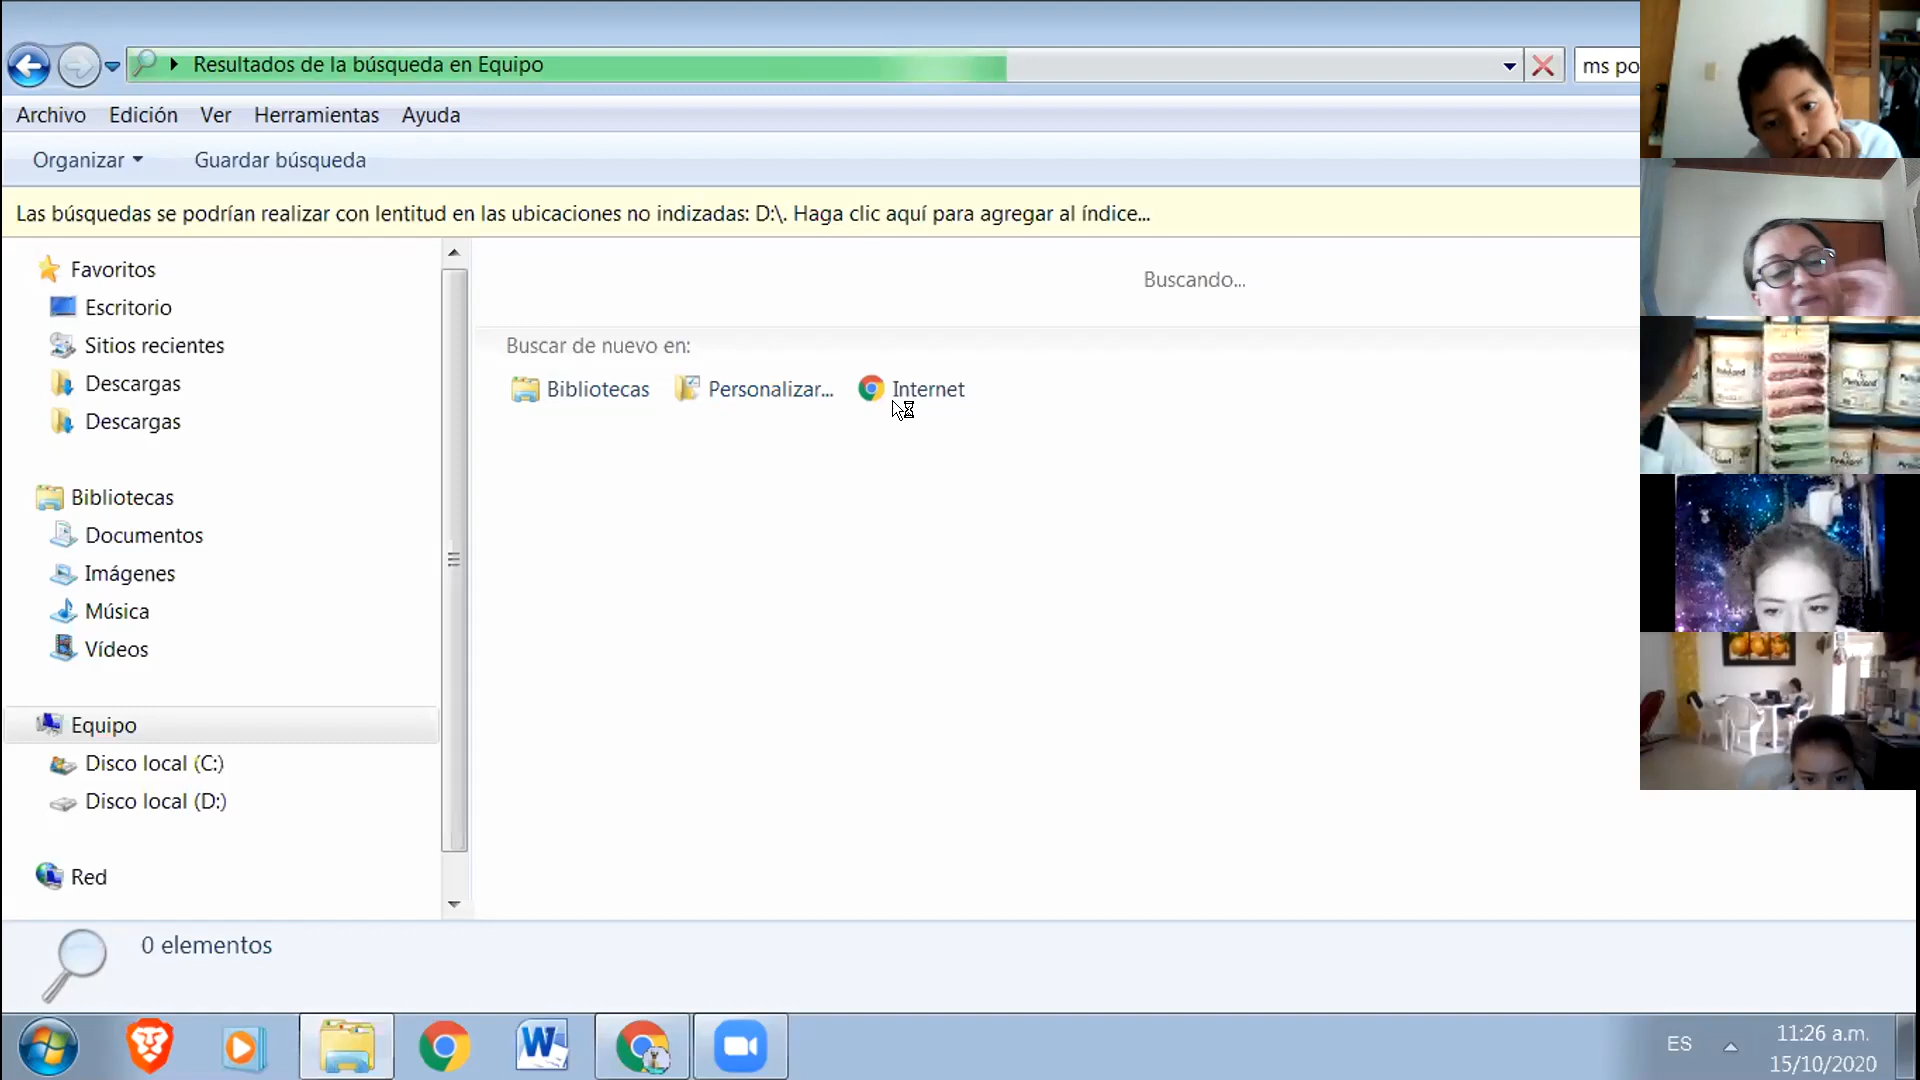 Resultados de la búsqueda en Equipo
ms po
Archivo Edición Ver Herramientas Ayuda
Organizar Guardar búsqueda
Las búsquedas se podrían realizar con lentitud en las ubicaciones no indizadas: D:\. Haga clic aquí para agregar al índice...
Favoritos
Escritorio
Sitios recientes
Descargas
Descargas
Bibliotecas
Documentos
Imágenes
Música
Vídeos
Equipo
Disco local (C:)
Disco local (D:)
Red
Buscando...
Buscar de nuevo en:
Bibliotecas Personalizar... Internet
0 elementos
ES
11:26 a.m.
15/10/2020